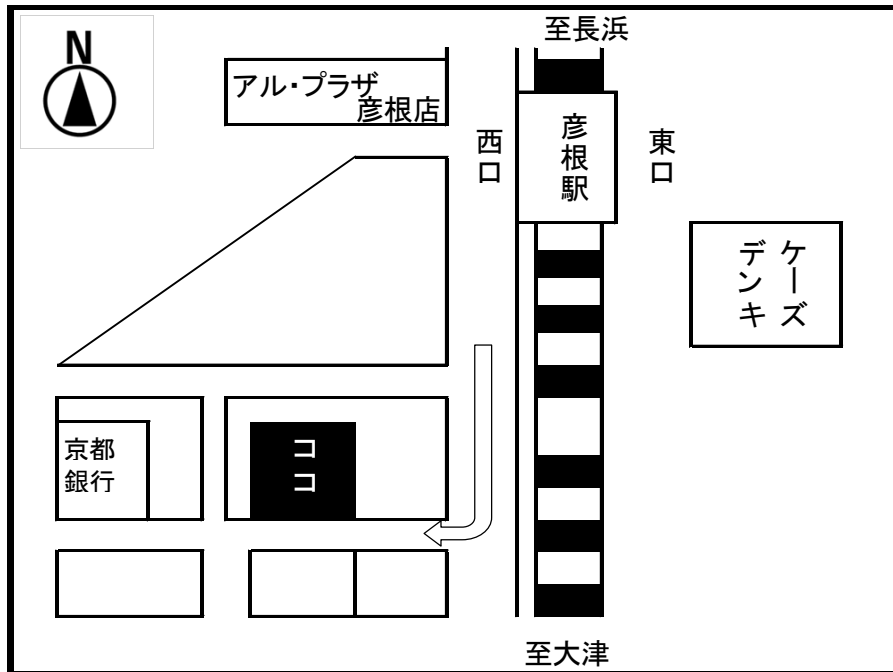 至長浜
N
アル・プラザ
彦根店
西口
彦根駅
東口
ケーズ
デンキ
京都
銀行
ココ
至大津